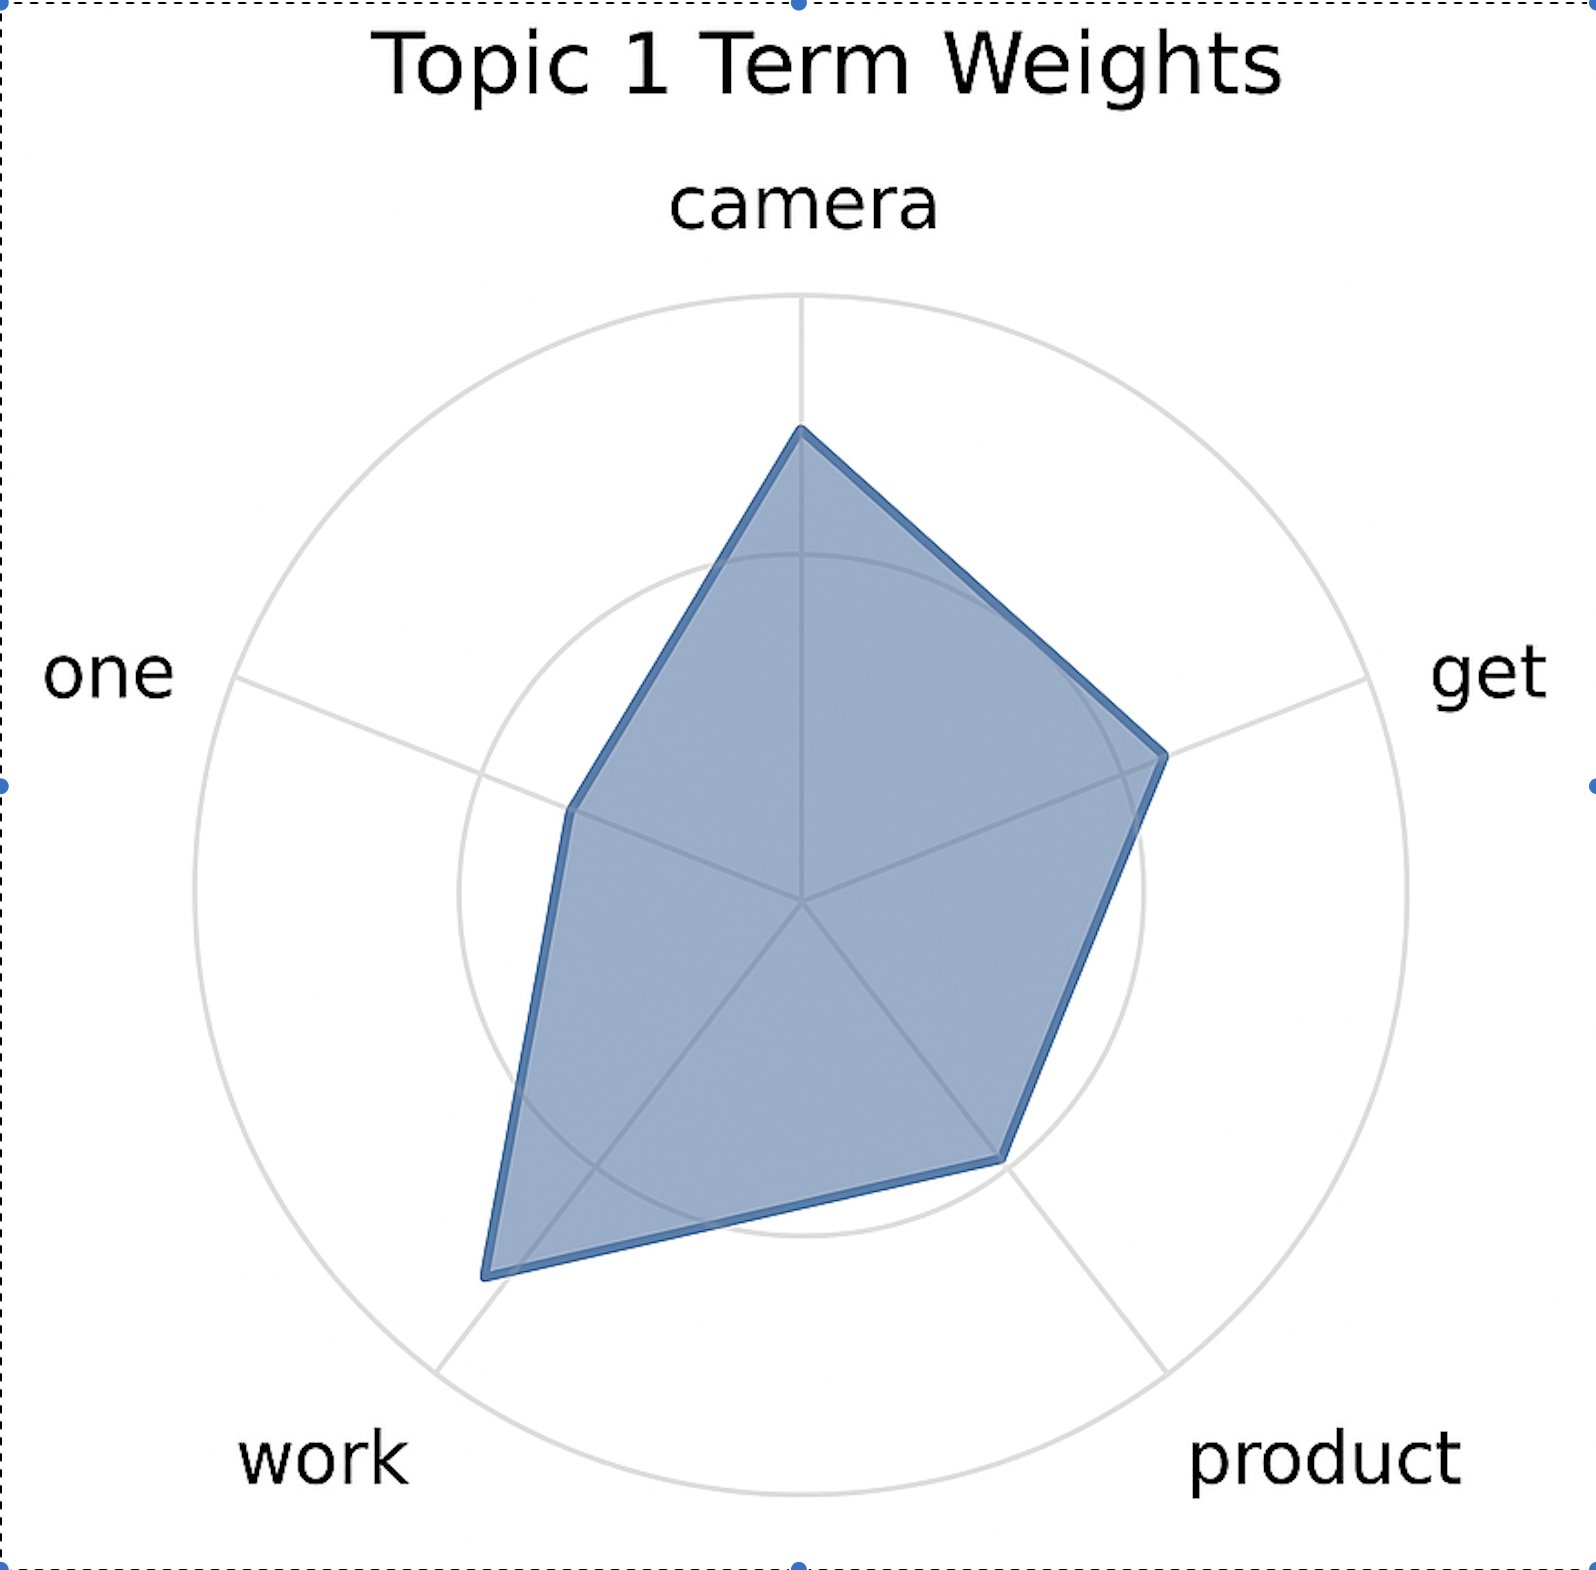 Topic 1 Term Weights
camera
one
get
work
product